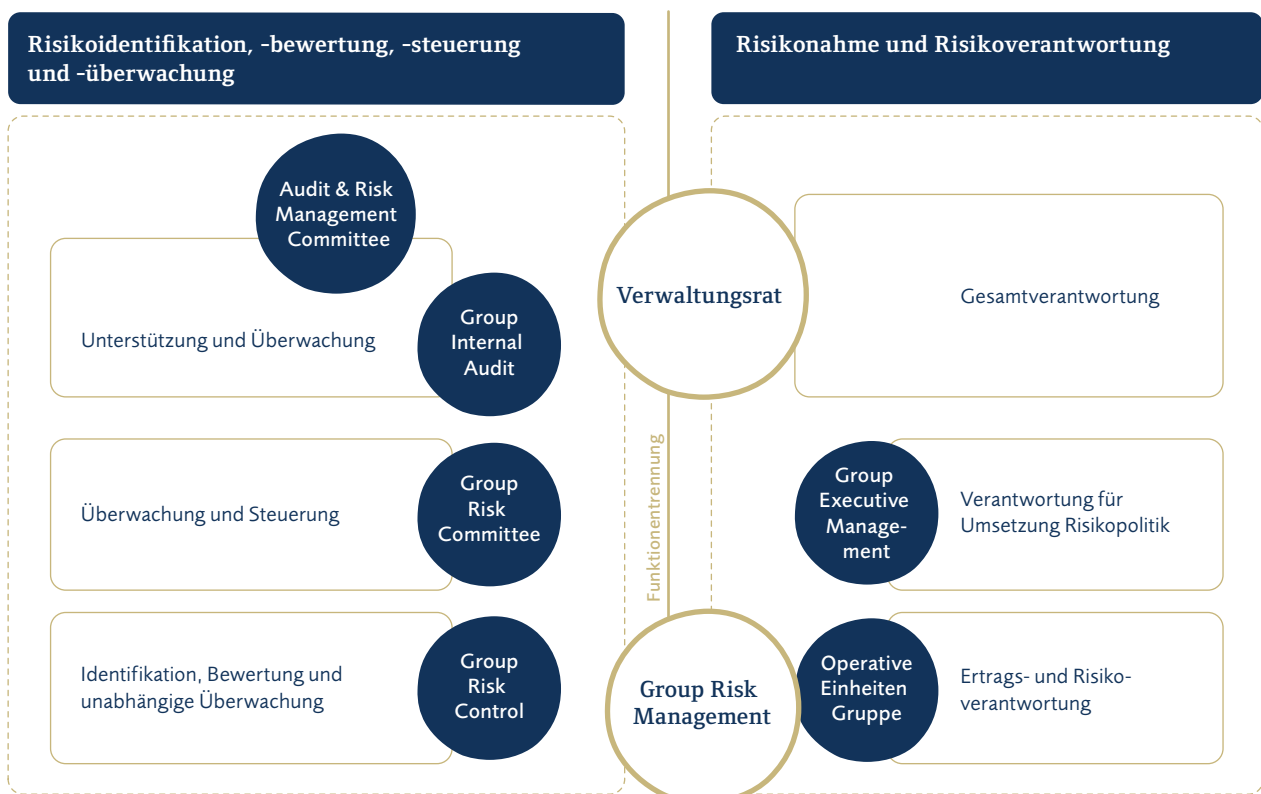 Risikoidentifikation, -bewertung, -steuerung
und -überwachung
Risikonahme und Risikoverantwortung
Audit & Risk
Management
Committee
Unterstützung und Überwachung
Group
Internal
Audit
Verwaltungsrat
Gesamtverantwortung
Überwachung und Steuerung
Group
Risk
Committee
Funktionentrennung
Group
Executive
Manage-
ment
Verantwortung für
Umsetzung Risikopolitik
Identifikation, Bewertung und
unabhängige Überwachung
Group
Risk
Control
Group Risk
Management
Operative
Einheiten
Gruppe
Ertrags- und Risiko-
verantwortung